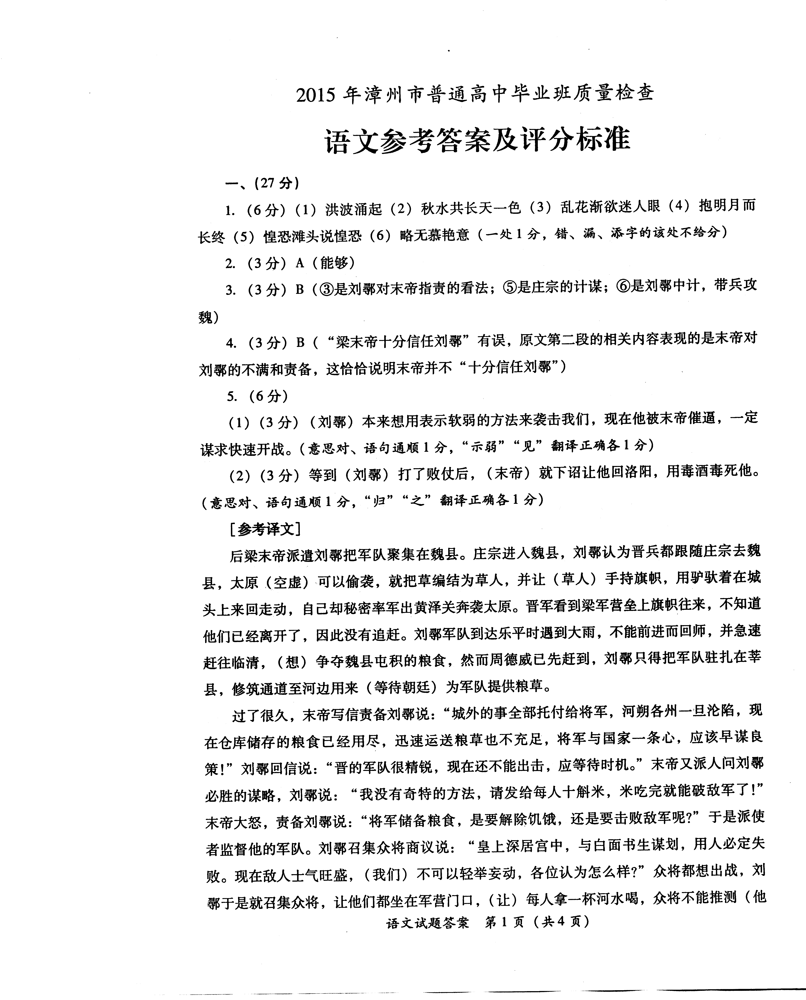 2015 年漳州市普通高中毕业班质量检查
语文参考答案及评分标准
一、(27 分)
1. （6 分）（1）洪波涌起（2）秋水共长天一色（3）乱花渐欲迷人眼（4）抱明月而
长终（5）惶恐滩头说惶恐（6）略无慕艳意（一处 1 分，错、漏、添字的该处不给分）
2. （3 分）A（能够）
3. （3 分）B（③是刘鄩对末帝指责的看法；⑤是庄宗的计谋；⑥是刘鄩中计，带兵攻
魏）
4. （3 分）B（ “梁末帝十分信任刘鄩” 有误，原文第二段的相关内容表现的是末帝对
刘鄩的不满和责备，这恰恰说明末帝并不“十分信任刘鄩”）
5. （6 分）
（1）（3 分）（刘鄩）本来想用表示软弱的方法来袭击我们，现在他被末帝催逼，一定
谋求快速开战。（意思对、语句通顺 1 分，“示弱” “见” 翻译正确各 1 分）
（2）（3 分）等到（刘鄩）打了败仗后，（末帝）就下诏让他回洛阳，用毒酒毒死他。
（意思对、语句通顺 1 分，“归” “之” 翻译正确各 1 分）
［参考译文］
后梁末帝派遣刘鄩把军队聚集在魏县。庄宗进入魏县，刘鄩认为晋兵都跟随庄宗去魏
县，太原（空虚）可以偷袭，就把草编结为草人，并让（草人）手持旗帜，用驴驮着在城
头上来回走动，自己却秘密率军出黄泽关奔袭太原。晋军看到梁军营垒上旗帜往来，不知道
他们已经离开了，因此没有追赶。刘鄩军队到达乐平时遇到大雨，不能前进而回师，并急速
赶往临清，（想）争夺魏县屯积的粮食，然而周德威已先赶到，刘鄩只得把军队驻扎在莘
县，修筑通道至河边用来（等待朝廷）为军队提供粮草。
过了很久，末帝写信责备刘鄩说：“城外的事全部托付给将军，河朔各州一旦沦陷，现
在仓库储存的粮食已经用尽，迅速运送粮草也不充足，将军与国家一条心，应该早谋良
策！” 刘鄩回信说：“晋的军队很精锐，现在还不能出击，应等待时机。” 末帝又派人问刘鄩
必胜的谋略，刘鄩说：“我没有奇特的方法，请发给每人十斛米，米吃完就能破敌军了！”
末帝大怒，责备刘鄩说：“将军储备粮食，是要解除饥饿，还是要击败敌军呢？” 于是派使
者监督他的军队。刘鄩召集众将商议说：“皇上深居宫中，与白面书生谋划，用人必定失
败。现在敌人士气旺盛，（我们）不可以轻举妄动，各位认为怎么样？” 众将都想出战，刘
鄩于是就召集众将，让他们都坐在军营门口，（让）每人拿一杯河水喝，众将不能推测（他
语文试题答案　第 1 页（共 4 页）